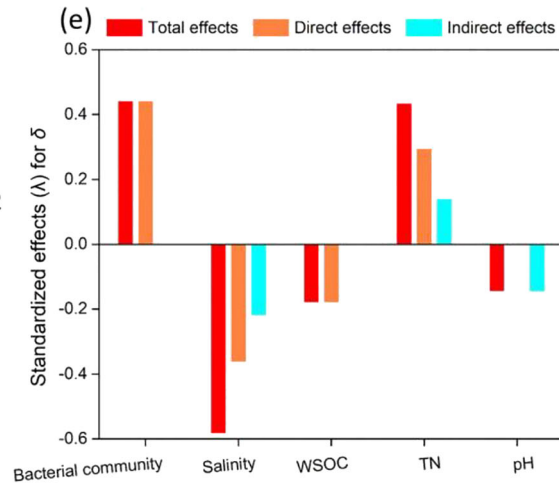 (e)
Total effects Direct effects Indirect effects
Standardized effects (λ) for δ
0.6
0.4
0.2
0.0
-0.2
-0.4
-0.6
Bacterial community Salinity WSOC TN pH